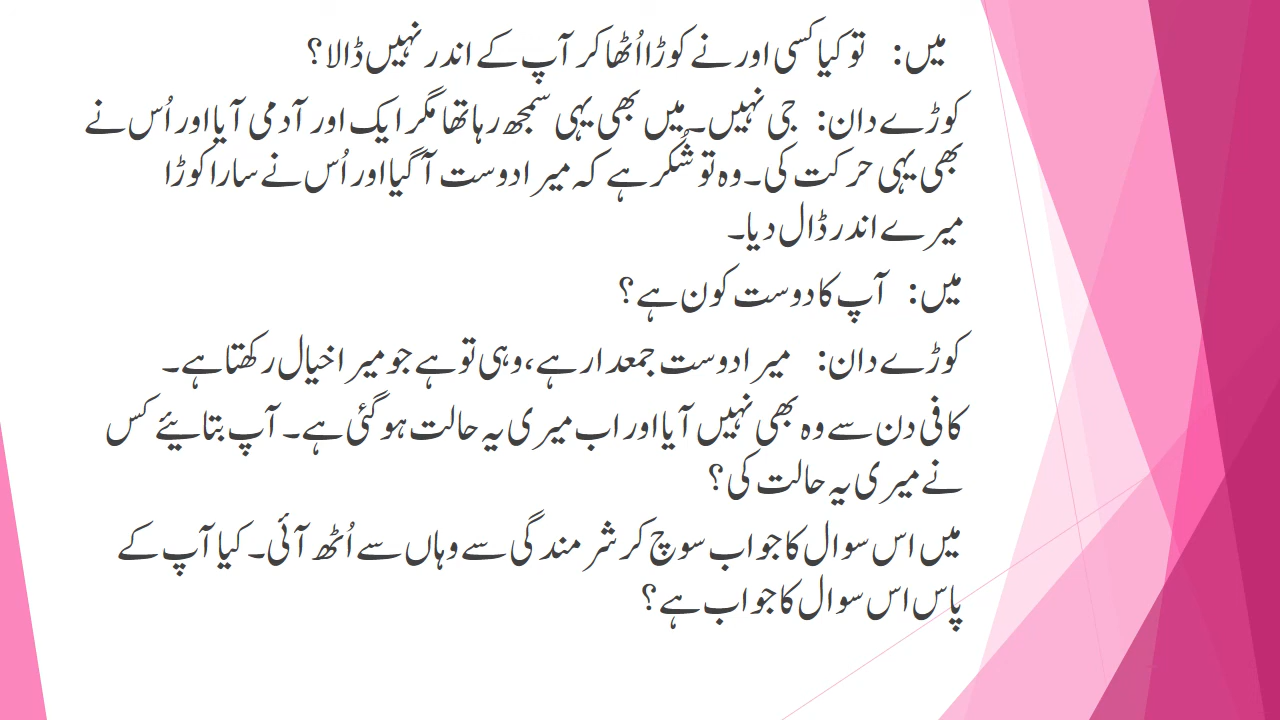 میں: تو کیا کسی اور نے کوڑا اُٹھا کر آپ کے اندر نہیں ڈالا؟
کوڑے دان: جی نہیں۔ میں بھی یہی سمجھ رہا تھا مگر ایک اور آدمی آیا اور اُس نے
بھی یہی حرکت کی۔ وہ تو شُکر ہے کہ میرا دوست آ گیا اور اُس نے سارا کوڑا
میرے اندر ڈال دیا۔
میں: آپ کا دوست کون ہے؟
کوڑے دان: میرا دوست جمعدار ہے، وہی تو ہے جو میرا خیال رکھتا ہے۔
کافی دن سے وہ بھی نہیں آیا اور اب میری یہ حالت ہو گئی ہے۔ آپ بتائیے کس
نے میری یہ حالت کی؟
میں اس سوال کا جواب سوچ کر شرمندگی سے وہاں سے اُٹھ آئی۔ کیا آپ کے
پاس اس سوال کا جواب ہے؟